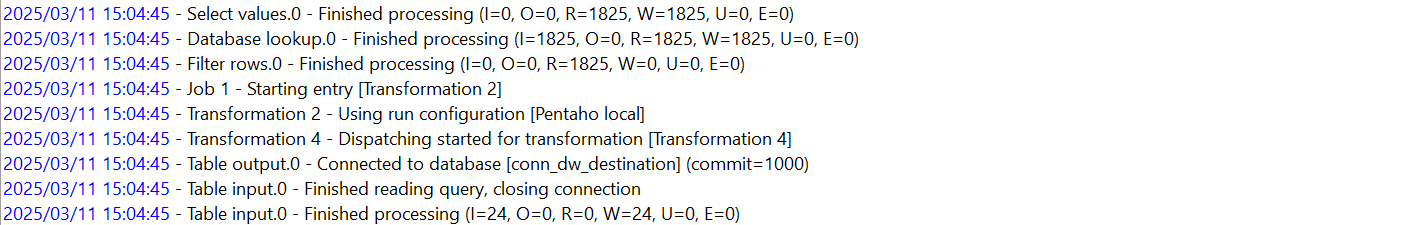 2025/03/11 15:04:45 - Select values.0 - Finished processing (I=0, O=0, R=1825, W=1825, U=0, E=0)
2025/03/11 15:04:45 - Database lookup.0 - Finished processing (I=1825, O=0, R=1825, W=1825, U=0, E=0)
2025/03/11 15:04:45 - Filter rows.0 - Finished processing (I=0, O=0, R=1825, W=0, U=0, E=0)
2025/03/11 15:04:45 - Job 1 - Starting entry [Transformation 2]
2025/03/11 15:04:45 - Transformation 2 - Using run configuration [Pentaho local]
2025/03/11 15:04:45 - Transformation 4 - Dispatching started for transformation [Transformation 4]
2025/03/11 15:04:45 - Table output.0 - Connected to database [conn_dw_destination] (commit=1000)
2025/03/11 15:04:45 - Table input.0 - Finished reading query, closing connection
2025/03/11 15:04:45 - Table input.0 - Finished processing (I=24, O=0, R=0, W=24, U=0, E=0)